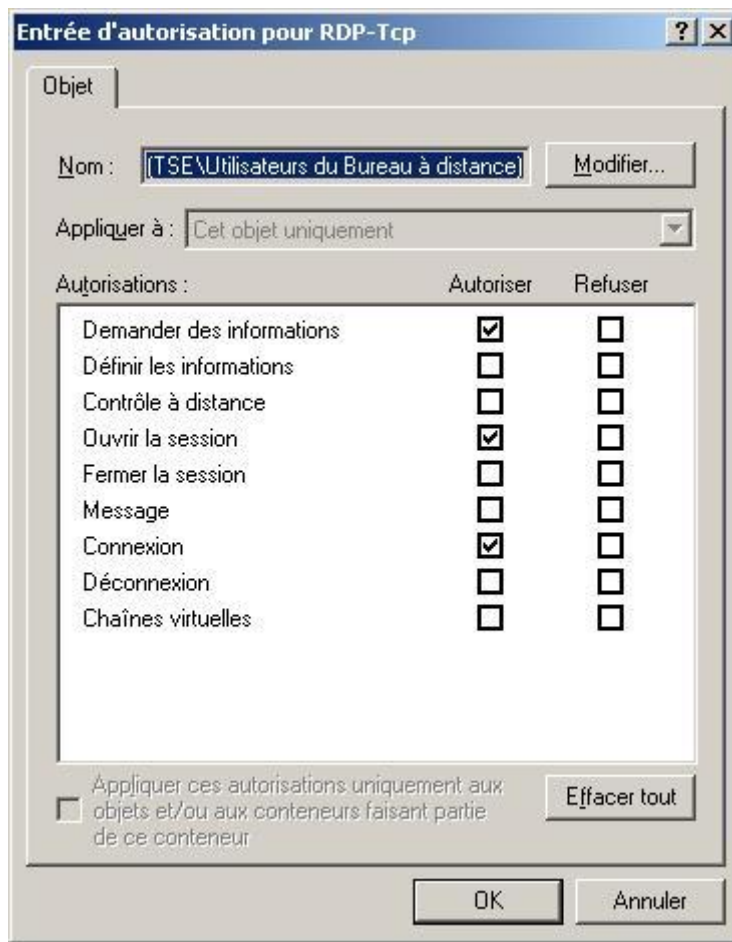 Entrée d'autorisation pour RDP-Tcp
Objet
Nom : (TSE\Utilisateurs du Bureau à distance) Modifier...
Appliquer à : Cet objet uniquement
Autorisations : Autoriser Refuser
Demander des informations
Définir les informations
Contrôle à distance
Ouvrir la session
Fermer la session
Message
Connexion
Déconnexion
Chaînes virtuelles
Appliquer ces autorisations uniquement aux
objets et/ou aux conteneurs faisant partie
de ce conteneur
Effacer tout
OK Annuler